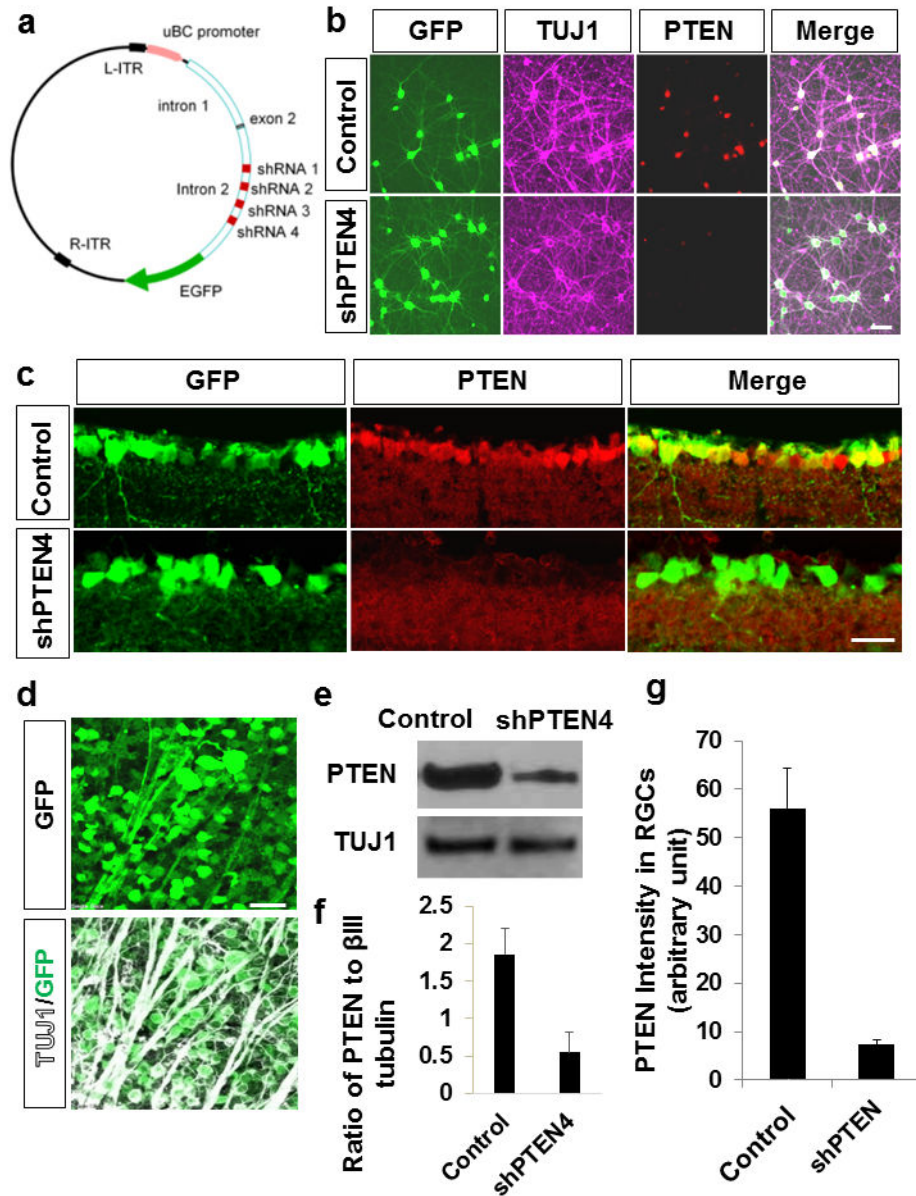 a
uBC promoter
L-ITR
intron 1
exon 2
shRNA 1
Intron 2
shRNA 2
shRNA 3
shRNA 4
R-ITR
EGFP
b
GFP TUJ1 PTEN Merge
Control
shPTEN4
c
GFP PTEN Merge
Control
shPTEN4
d
GFP
TUJ1/GFP
e
Control shPTEN4
PTEN
TUJ1
f
Ratio of PTEN to βIII
tubulin
2.5
2
1.5
1
0.5
0
Control
shPTEN4
g
PTEN Intensity in RGCs
(arbitrary unit)
70
60
50
40
30
20
10
0
Control
shPTEN